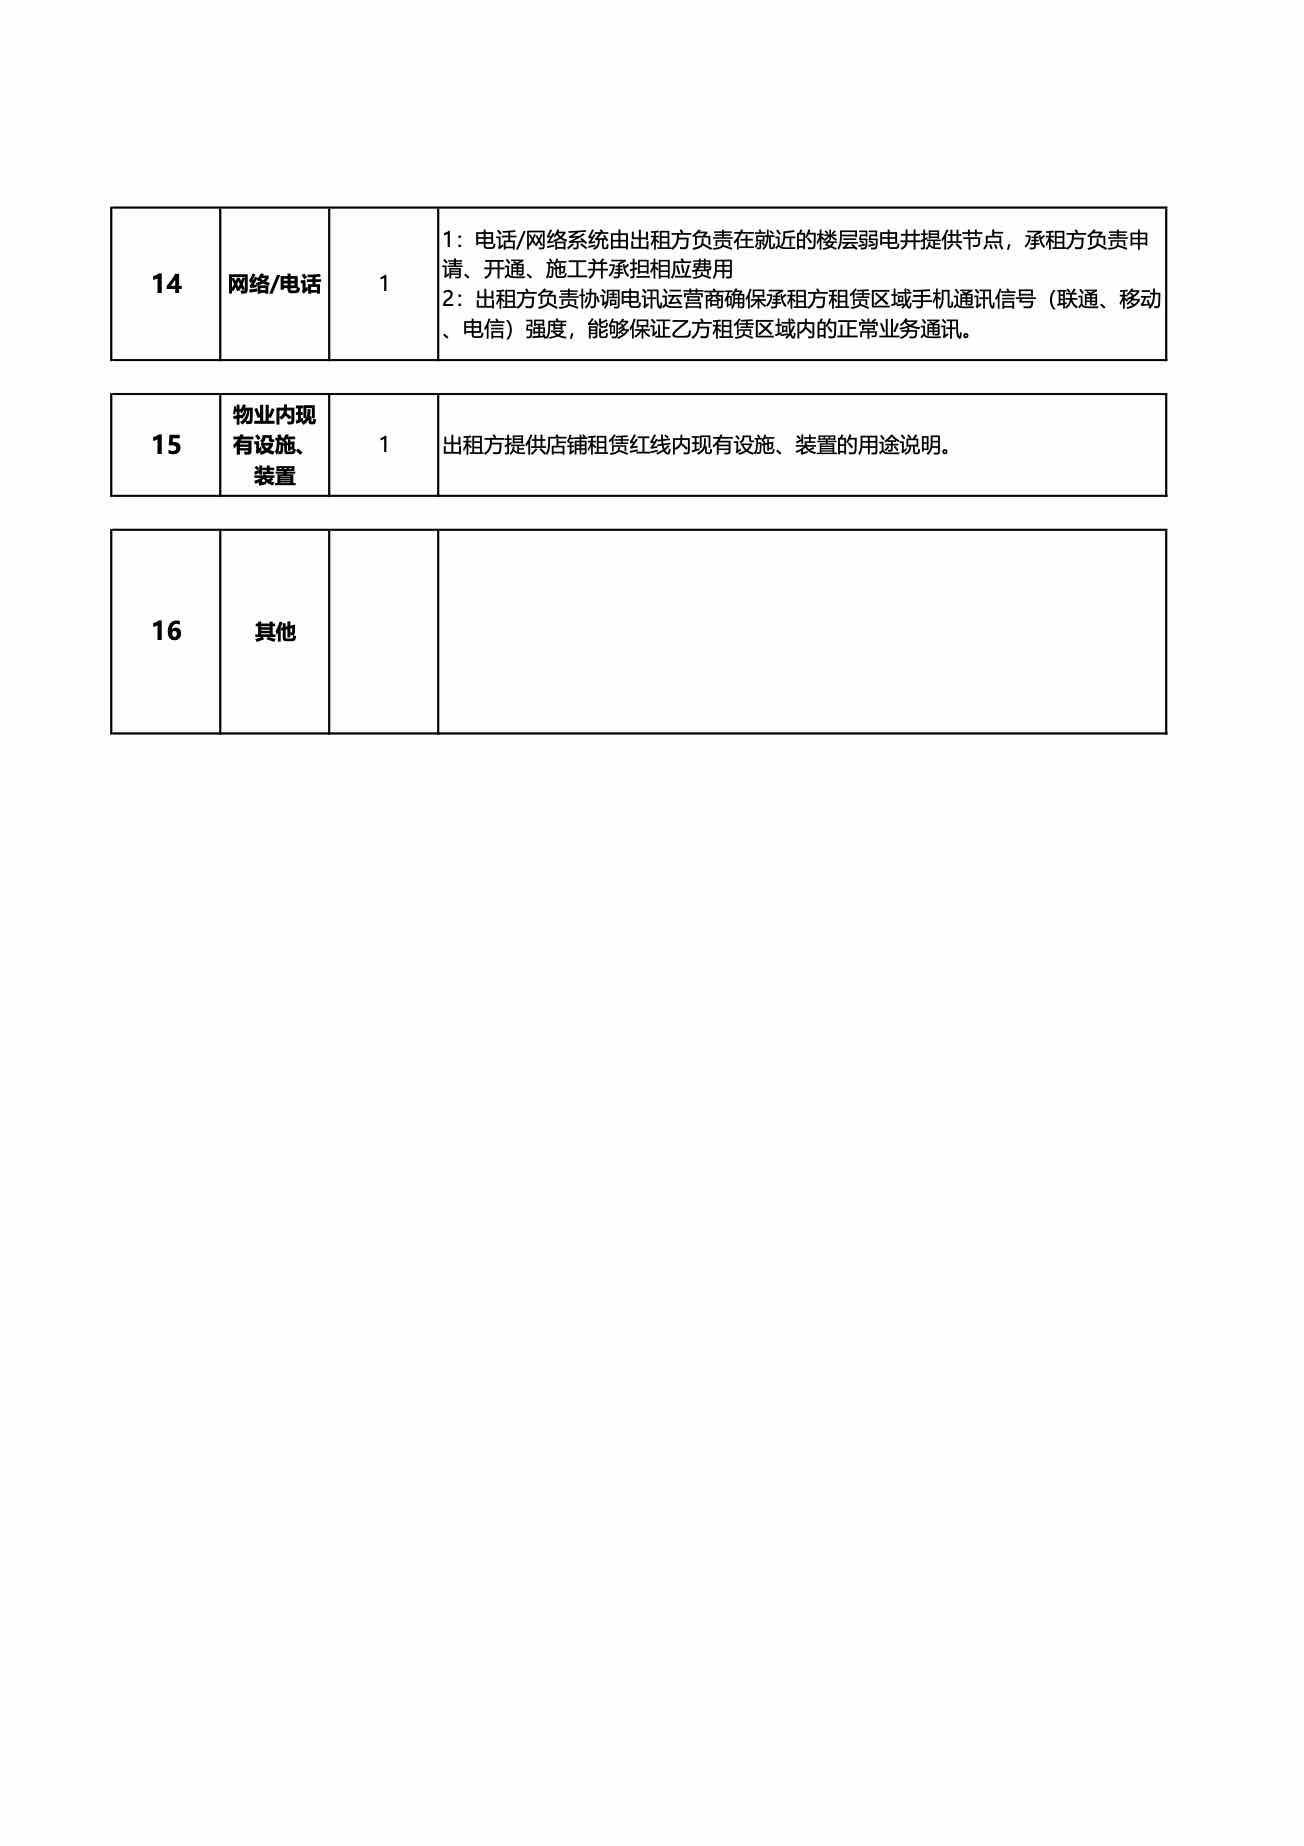 14
网络/电话
1
1：电话/网络系统由出租方负责在就近的楼层弱电井提供节点，承租方负责申
请、开通、施工并承担相应费用
2：出租方负责协调电讯运营商确保承租方租赁区域手机通讯信号（联通、移动
、电信）强度，能够保证乙方租赁区域内的正常业务通讯。
15
物业内现
有设施、
装置
1
出租方提供店铺租赁红线内现有设施、装置的用途说明。
16
其他